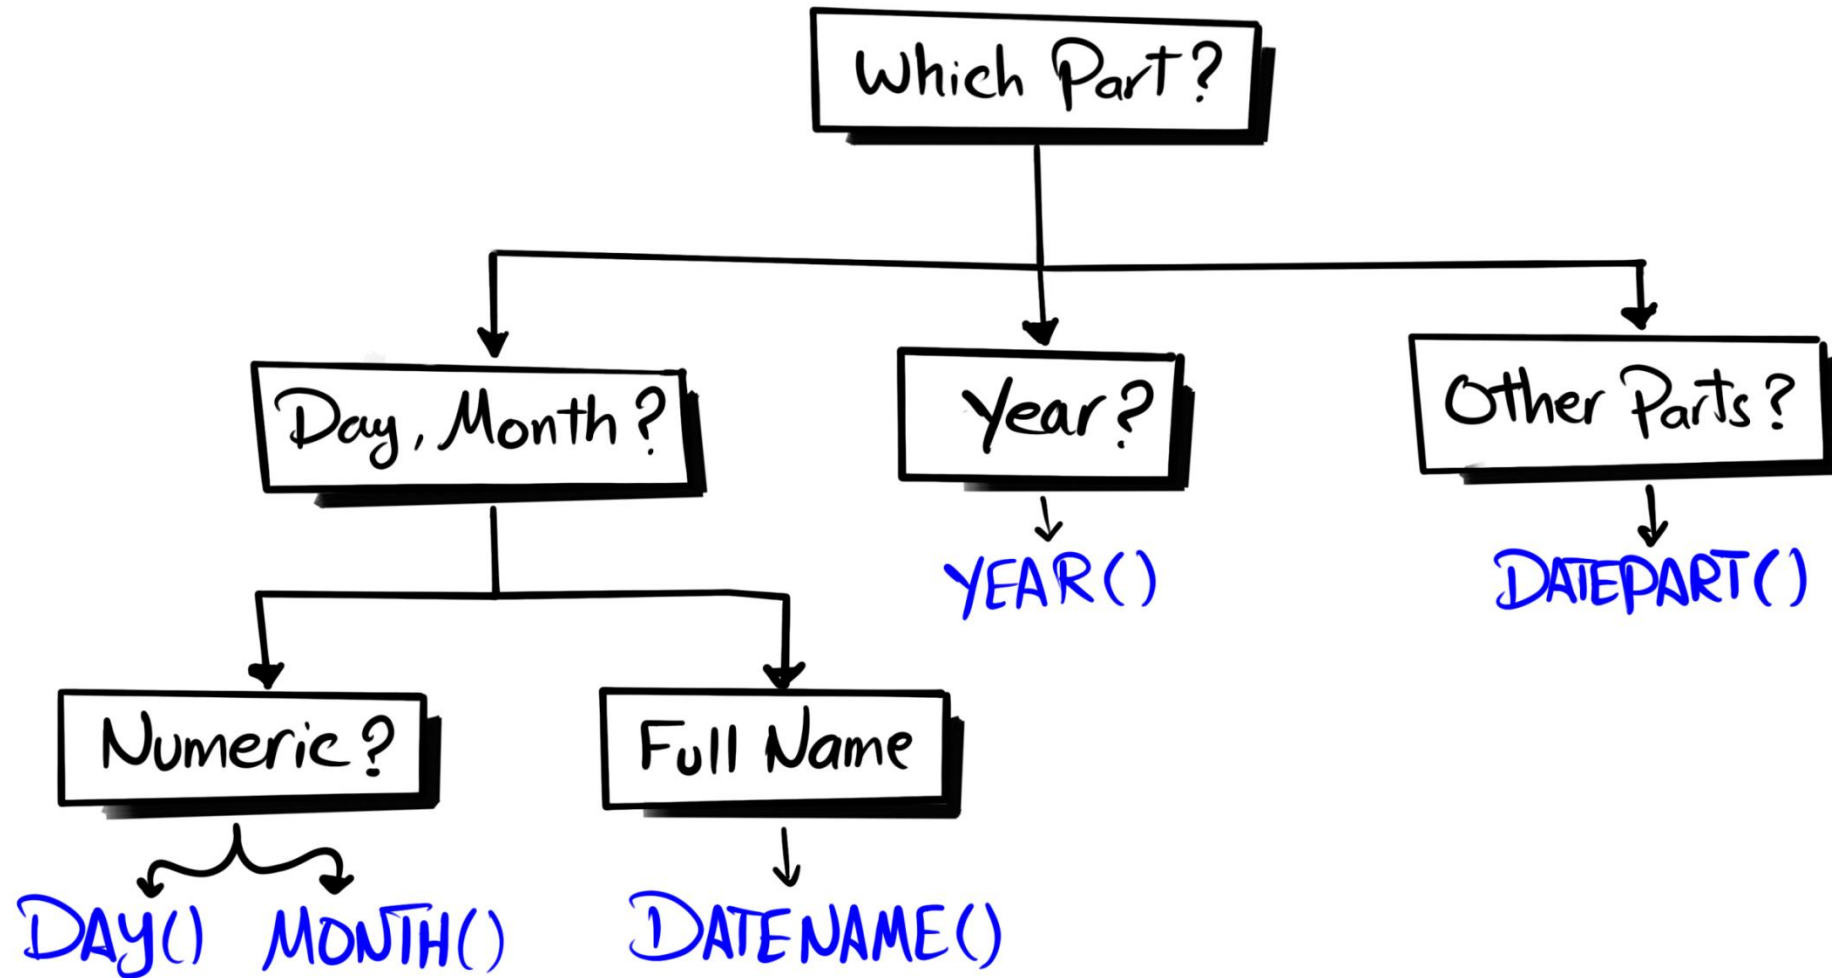 Which Part?
Day, Month?
Year?
Other Parts?
YEAR()
DATEPART()
Numeric?
Full Name
DAY()
MONTH()
DATENAME()